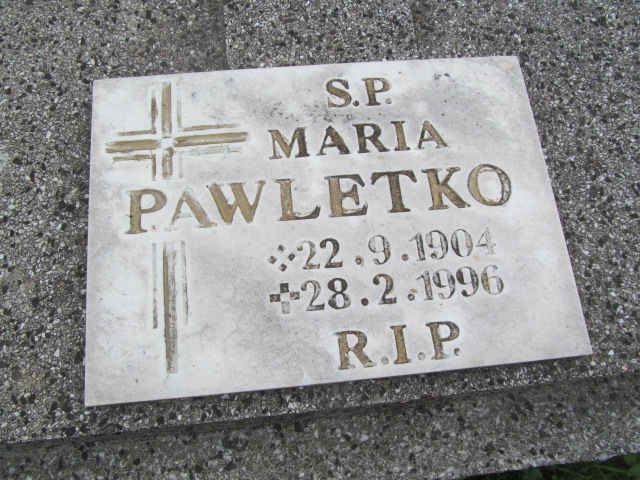 S.P.
MARIA
PAWLETKO
22.9.1904
28.2.1996
R.I.P.